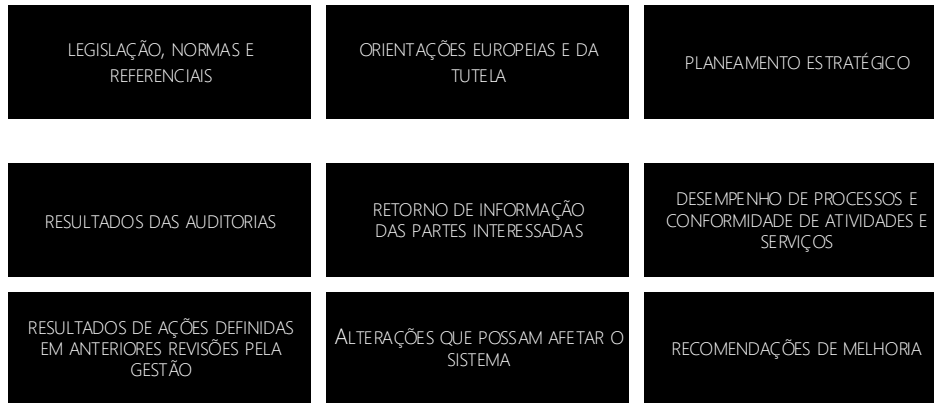 LEGISLAÇÃO, NORMAS E
REFERENCIAIS
ORIENTAÇÕES EUROPEIAS E DA
TUTELA
PLANEAMENTO ESTRATÉGICO
RESULTADOS DAS AUDITORIAS
RETORNO DE INFORMAÇÃO
DAS PARTES INTERESSADAS
DESEMPENHO DE PROCESSOS E
CONFORMIDADE DE ATIVIDADES E
SERVIÇOS
RESULTADOS DE AÇÕES DEFINIDAS
EM ANTERIORES REVISÕES PELA
GESTÃO
ALTERAÇÕES QUE POSSAM AFETAR O
SISTEMA
RECOMENDAÇÕES DE MELHORIA